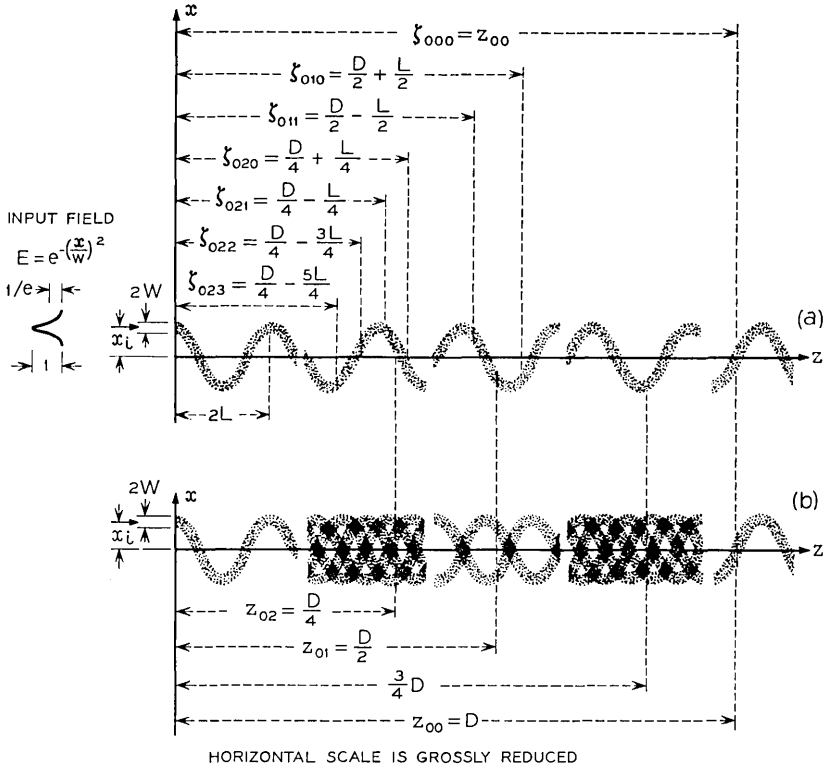 x
ζ₀₀₀ = z₀₀
ζ₀₁₀ = D/2 + L/2
ζ₀₁₁ = D/2 - L/2
ζ₀₂₀ = D/4 + L/4
ζ₀₂₁ = D/4 - L/4
ζ₀₂₂ = D/4 - 3L/4
ζ₀₂₃ = D/4 - 5L/4
INPUT FIELD
E = e^-(x/w)^2
1/e
1
2W
xᵢ
(a)
z
2L
x
2W
xᵢ
(b)
z
z₀₂ = D/4
z₀₁ = D/2
3/4 D
z₀₀ = D
HORIZONTAL SCALE IS GROSSLY REDUCED